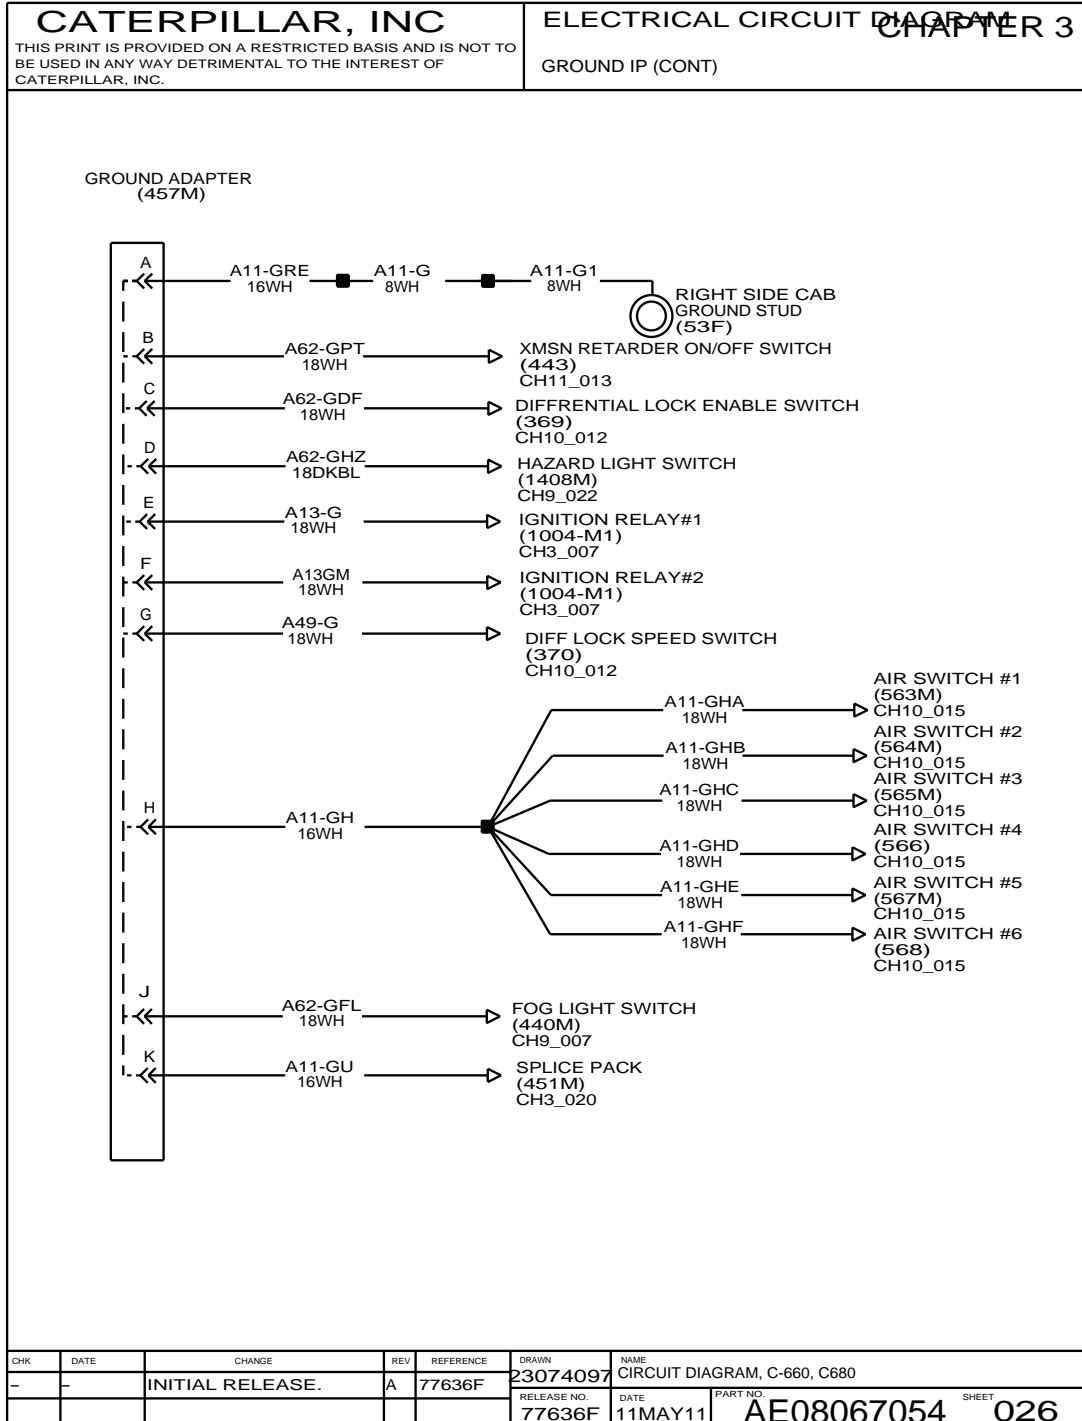 CATERPILLAR, INC
THIS PRINT IS PROVIDED ON A RESTRICTED BASIS AND IS NOT TO
BE USED IN ANY WAY DETRIMENTAL TO THE INTEREST OF
CATERPILLAR, INC.
ELECTRICAL CIRCUIT DIAGRAM
CHAPTER 3
GROUND IP (CONT)
GROUND ADAPTER
(457M)
A
A11-GRE
16WH
A11-G
8WH
A11-G1
8WH
RIGHT SIDE CAB
GROUND STUD
(53F)
B
A62-GPT
18WH
XMSN RETARDER ON/OFF SWITCH
(443)
CH11_013
C
A62-GDF
18WH
DIFFRENTIAL LOCK ENABLE SWITCH
(369)
CH10_012
D
A62-GHZ
18DKBL
HAZARD LIGHT SWITCH
(1408M)
CH9_022
E
A13-G
18WH
IGNITION RELAY#1
(1004-M1)
CH3_007
F
A13GM
18WH
IGNITION RELAY#2
(1004-M1)
CH3_007
G
A49-G
18WH
DIFF LOCK SPEED SWITCH
(370)
CH10_012
H
A11-GH
16WH
A11-GHA
18WH
AIR SWITCH #1
(563M)
CH10_015
A11-GHB
18WH
AIR SWITCH #2
(564M)
CH10_015
A11-GHC
18WH
AIR SWITCH #3
(565M)
CH10_015
A11-GHD
18WH
AIR SWITCH #4
(566)
CH10_015
A11-GHE
18WH
AIR SWITCH #5
(567M)
CH10_015
A11-GHF
18WH
AIR SWITCH #6
(568)
CH10_015
J
A62-GFL
18WH
FOG LIGHT SWITCH
(440M)
CH9_007
K
A11-GU
16WH
SPLICE PACK
(451M)
CH3_020
CHK DATE CHANGE REV REFERENCE
- - INITIAL RELEASE. A 77636F
DRAWN
23074097
NAME
CIRCUIT DIAGRAM, C-660, C680
RELEASE NO.
77636F
DATE
11MAY11
PART NO.
AE08067054
SHEET
026